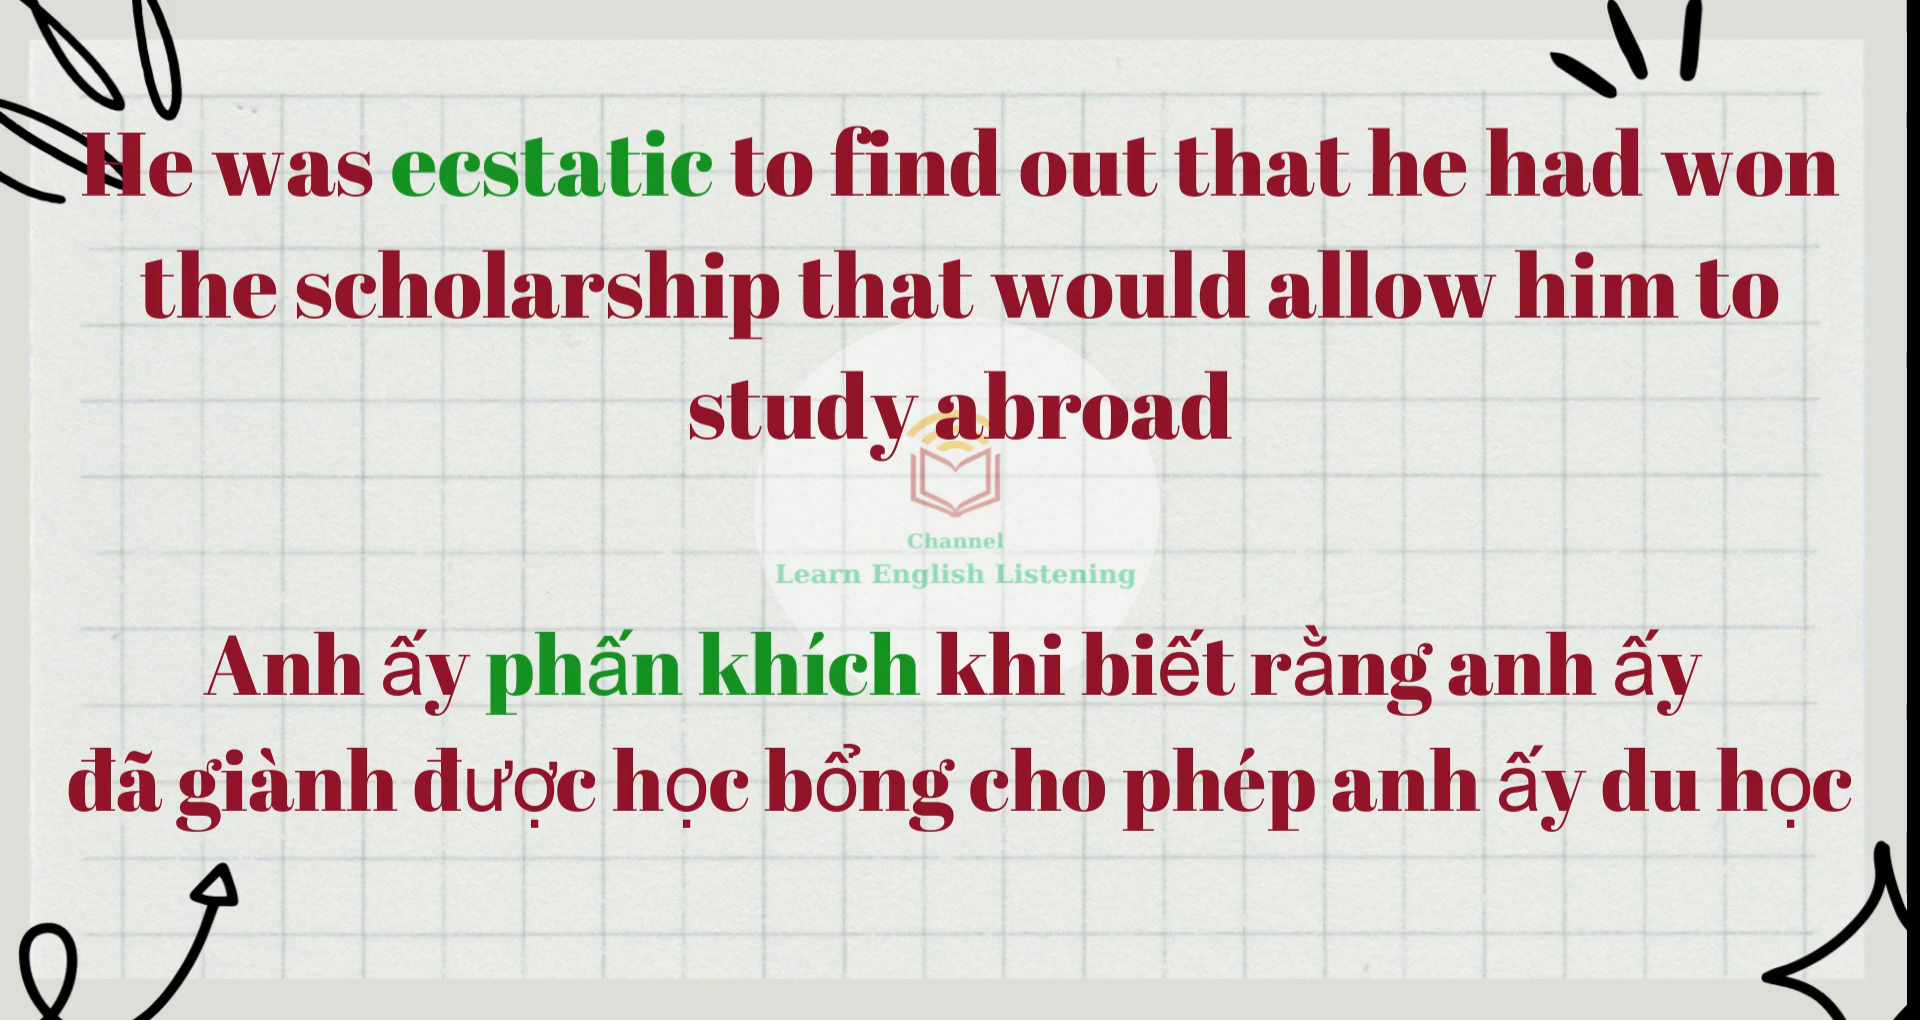 He was ecstatic to find out that he had won
the scholarship that would allow him to
study abroad
Channel
Learn English Listening
Anh ấy phấn khích khi biết rằng anh ấy
đã giành được học bổng cho phép anh ấy du học